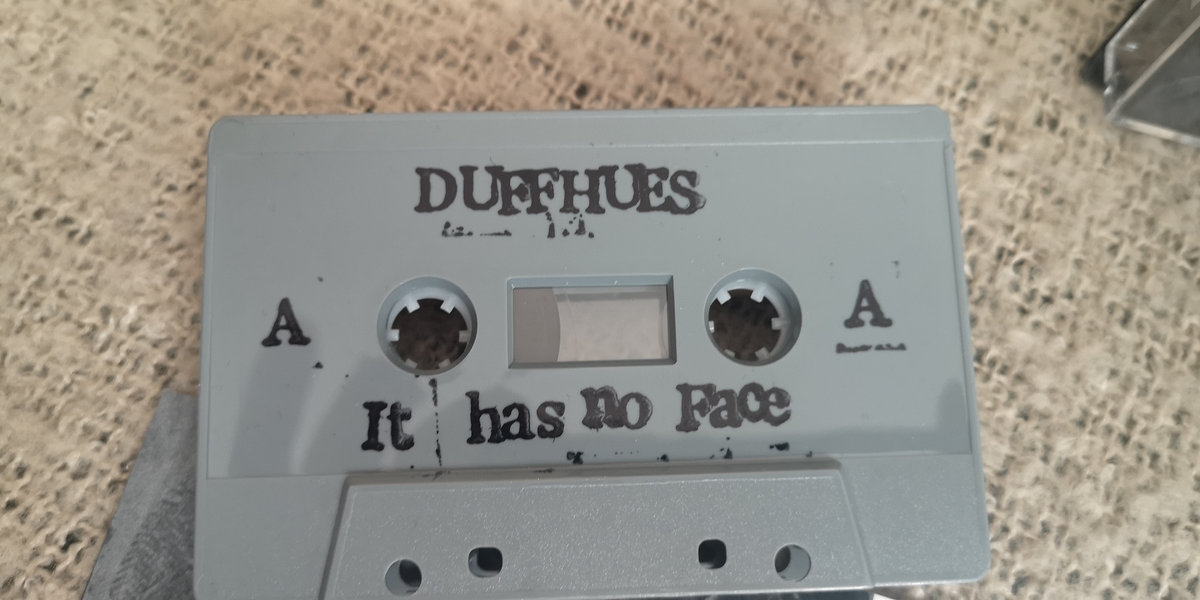 DUFFHUES
A A
It has no Face